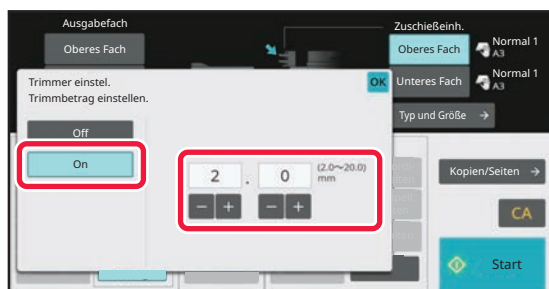 Ausgabefach
Oberes Fach
Zuschießeinh.
Oberes Fach
Normal 1
A3
Unteres Fach
Normal 1
A3
Typ und Größe
Trimmer einstel.
Trimmbetrag einstellen.
OK
Off
On
2 . 0
(2.0~20.0)
mm
− + − +
Kopien/Seiten
CA
Start